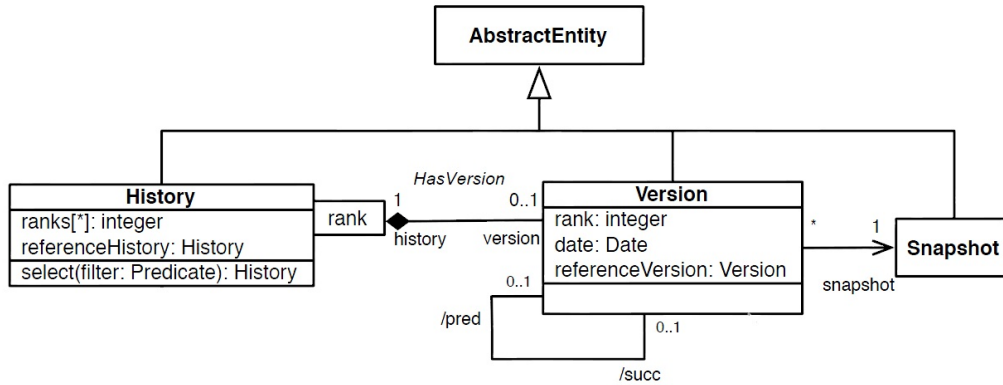 AbstractEntity
History
ranks[*]: integer
referenceHistory: History
select(filter: Predicate): History
rank
1
HasVersion
0..1
history
version
Version
rank: integer
date: Date
referenceVersion: Version
*
1
Snapshot
snapshot
0..1
/pred
0..1
/succ